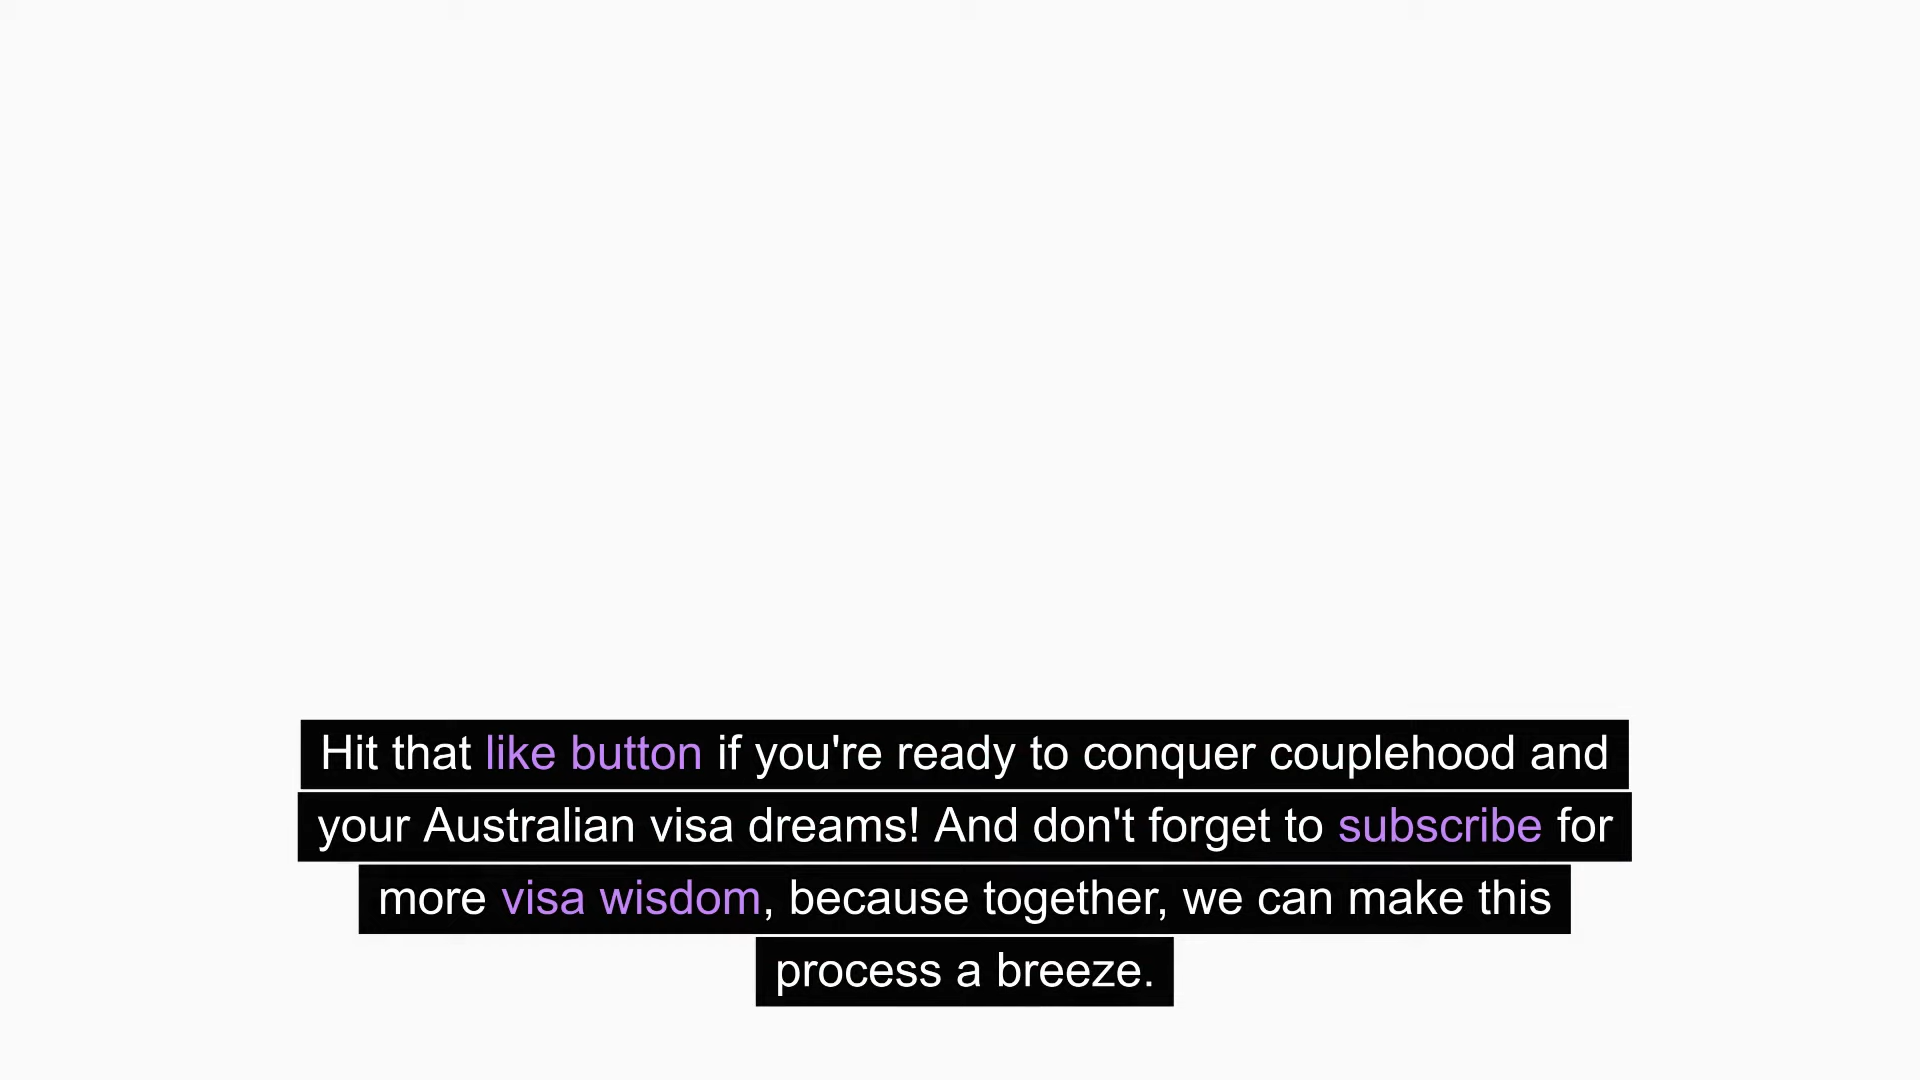 Hit that like button if you're ready to conquer couplehood and
your Australian visa dreams! And don't forget to subscribe for
more visa wisdom, because together, we can make this
process a breeze.